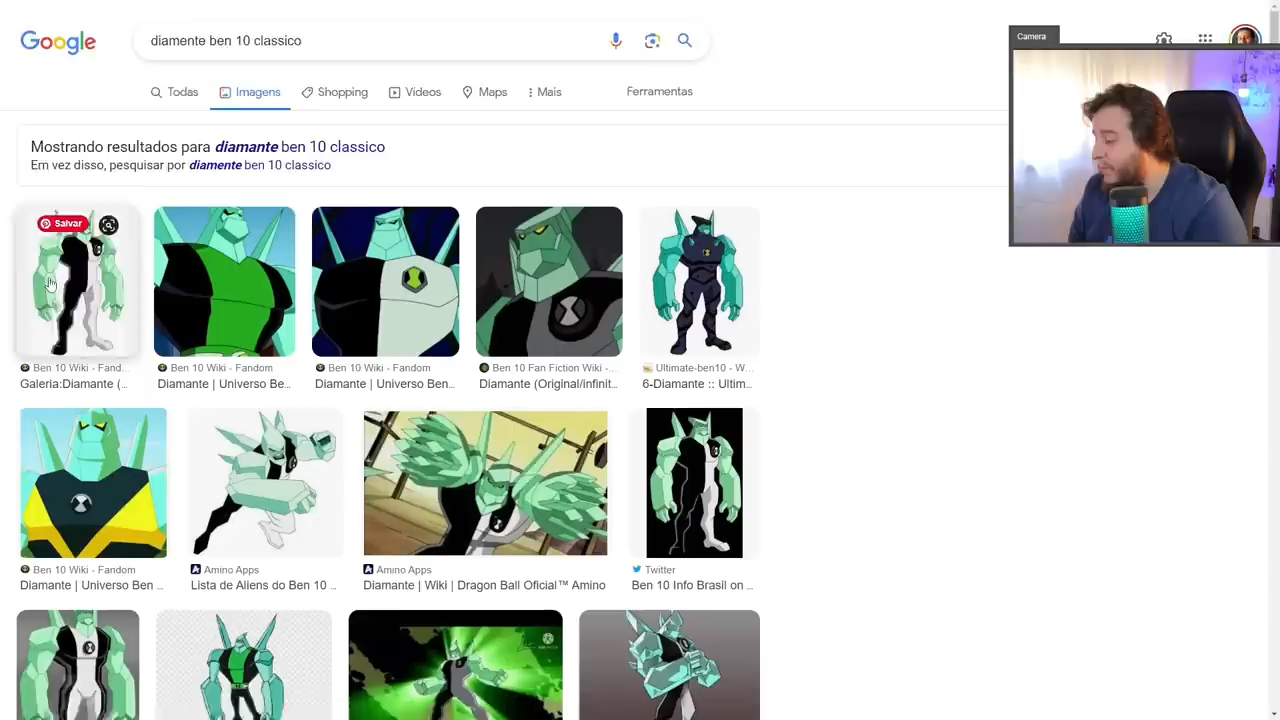 Google
diamente ben 10 classico
Camera
Todas
Imagens
Shopping
Vídeos
Maps
Mais
Ferramentas
Mostrando resultados para diamante ben 10 classico
Em vez disso, pesquisar por diamente ben 10 classico
Salvar
Ben 10 Wiki - Fand...
Galeria:Diamante (...
Ben 10 Wiki - Fandom
Diamante | Universo Be...
Ben 10 Wiki - Fandom
Diamante | Universo Ben...
Ben 10 Fan Fiction Wiki -...
Diamante (Original/infinit...
Ultimate-ben10 - W...
6-Diamante :: Ultim...
Ben 10 Wiki - Fandom
Diamante | Universo Ben ...
Amino Apps
Lista de Aliens do Ben 10 ...
Amino Apps
Diamante | Wiki | Dragon Ball Oficial™ Amino
Twitter
Ben 10 Info Brasil on ...